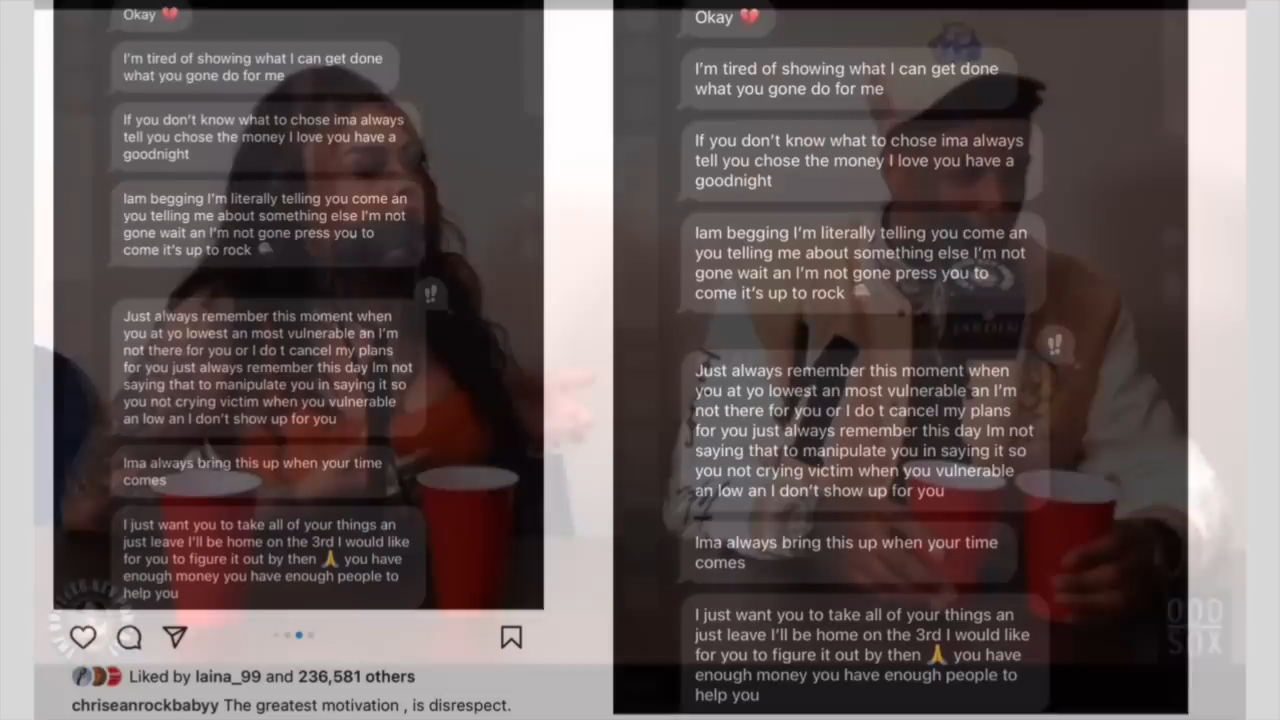 Okay 💔
I'm tired of showing what I can get done
what you gone do for me
If you don't know what to chose ima always
tell you chose the money I love you have a
goodnight
Iam begging I'm literally telling you come an
you telling me about something else I'm not
gone wait an I'm not gone press you to
come it's up to rock
Just always remember this moment when
you at yo lowest an most vulnerable an I'm
not there for you or I do t cancel my plans
for you just always remember this day Im not
saying that to manipulate you in saying it so
you not crying victim when you vulnerable
an low an I don't show up for you
Ima always bring this up when your time
comes
I just want you to take all of your things an
just leave I'll be home on the 3rd I would like
for you to figure it out by then 🙏 you have
enough money you have enough people to
help you
Liked by laina_99 and 236,581 others
chriseanrockbabyy The greatest motivation , is disrespect.
Okay 💔
I'm tired of showing what I can get done
what you gone do for me
If you don't know what to chose ima always
tell you chose the money I love you have a
goodnight
Iam begging I'm literally telling you come an
you telling me about something else I'm not
gone wait an I'm not gone press you to
come it's up to rock
Just always remember this moment when
you at yo lowest an most vulnerable an I'm
not there for you or I do t cancel my plans
for you just always remember this day Im not
saying that to manipulate you in saying it so
you not crying victim when you vulnerable
an low an I don't show up for you
Ima always bring this up when your time
comes
I just want you to take all of your things an
just leave I'll be home on the 3rd I would like
for you to figure it out by then 🙏 you have
enough money you have enough people to
help you
ODD
SOX